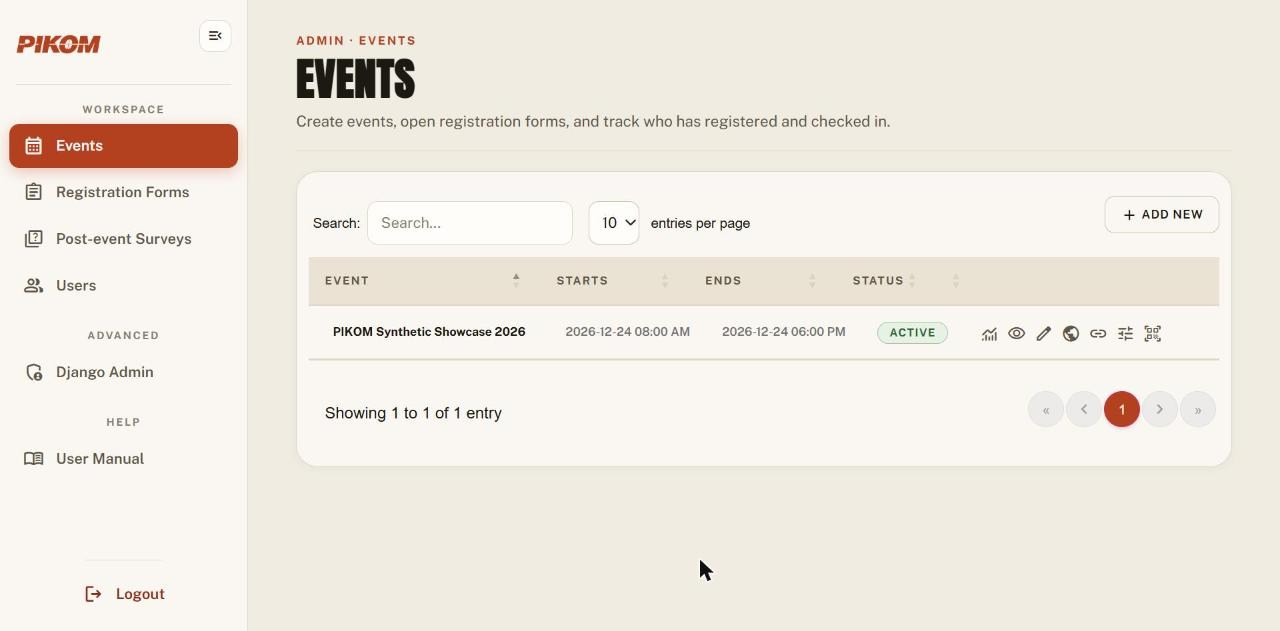 PIKOM
WORKSPACE
Events
Registration Forms
Post-event Surveys
Users
ADVANCED
Django Admin
HELP
User Manual
Logout
ADMIN · EVENTS
EVENTS
Create events, open registration forms, and track who has registered and checked in.
Search: Search... 10 entries per page
+ ADD NEW
EVENT STARTS ENDS STATUS
PIKOM Synthetic Showcase 2026 2026-12-24 08:00 AM 2026-12-24 06:00 PM ACTIVE
Showing 1 to 1 of 1 entry
« ‹ 1 › »